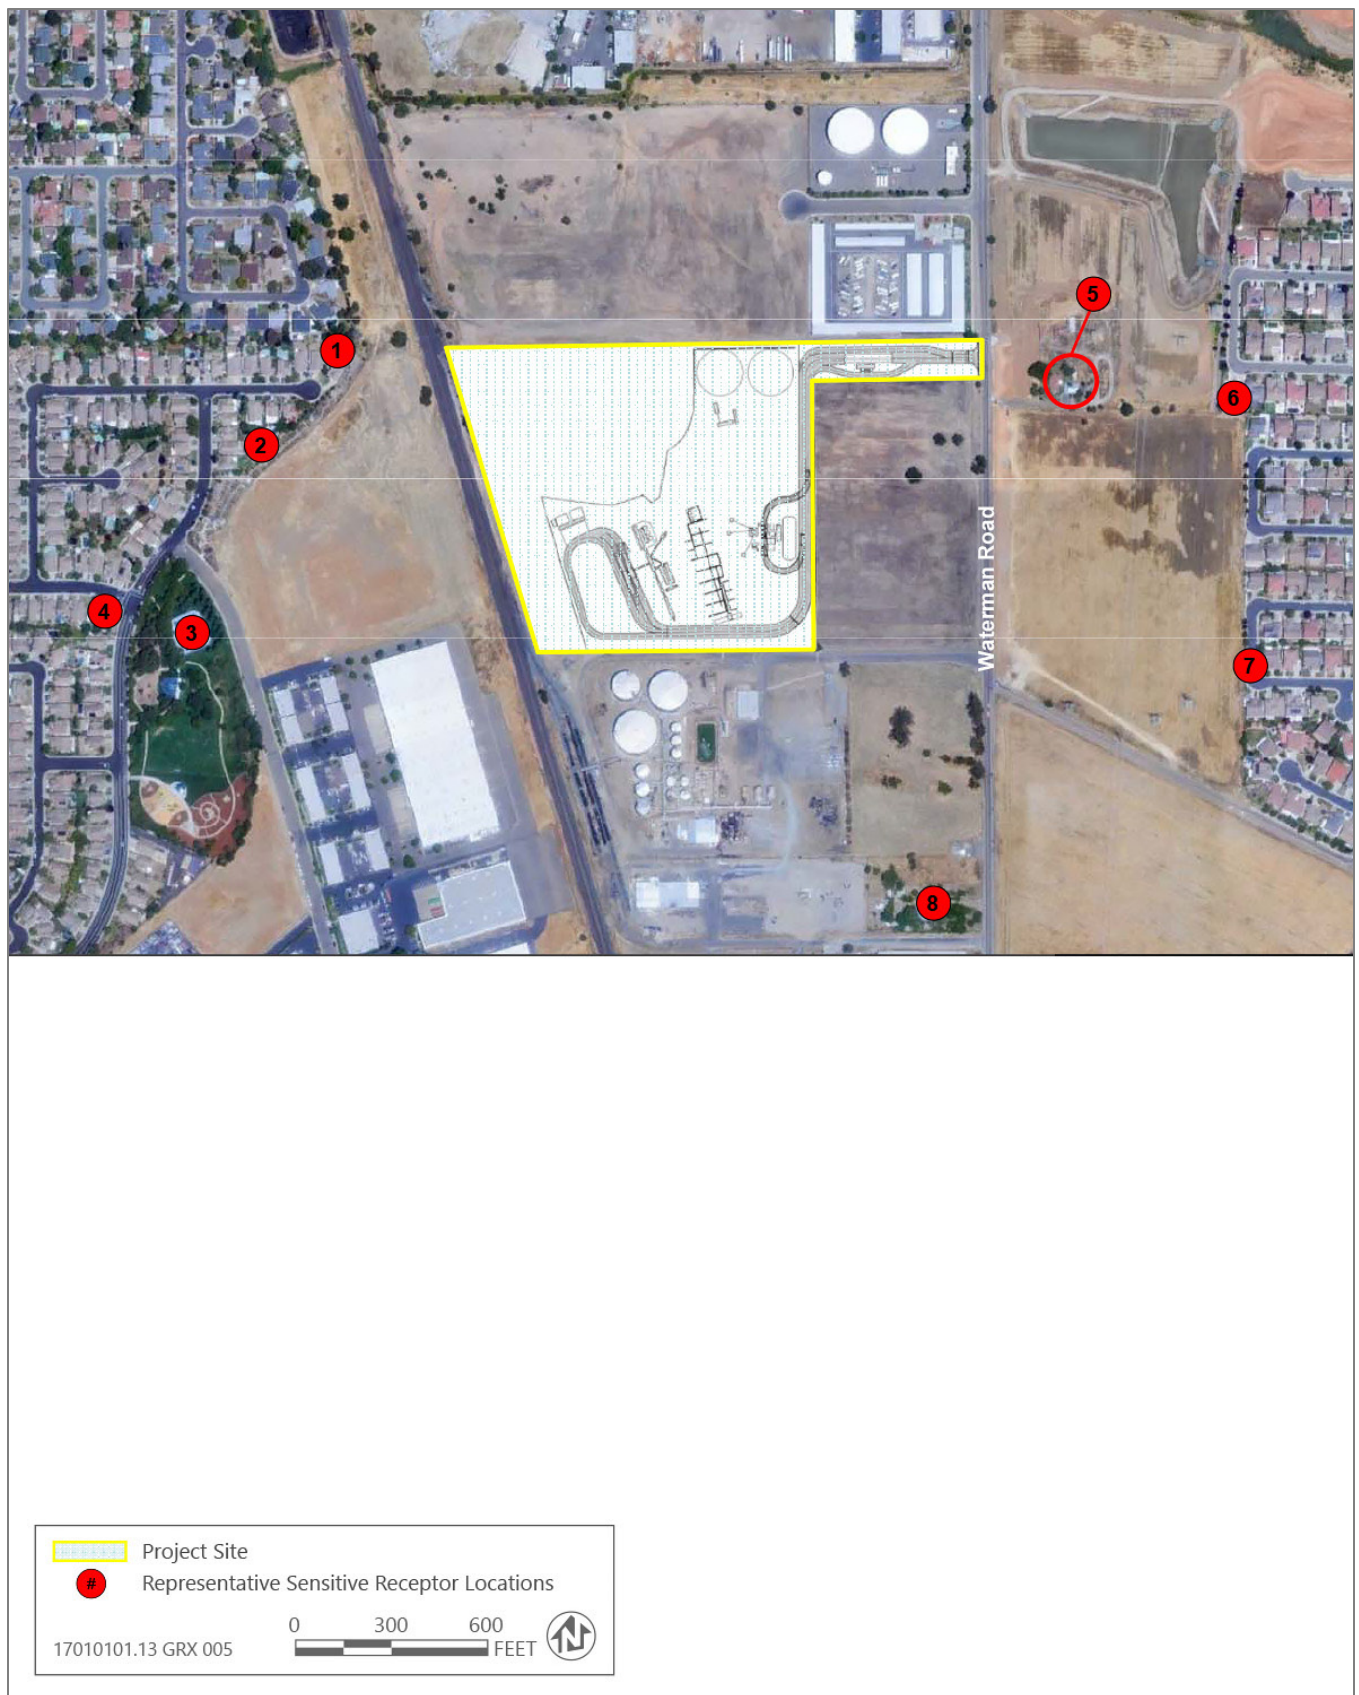 5
1
6
2
Waterman Road
4
3
7
8
Project Site
# Representative Sensitive Receptor Locations
0 300 600
17010101.13 GRX 005 FEET N